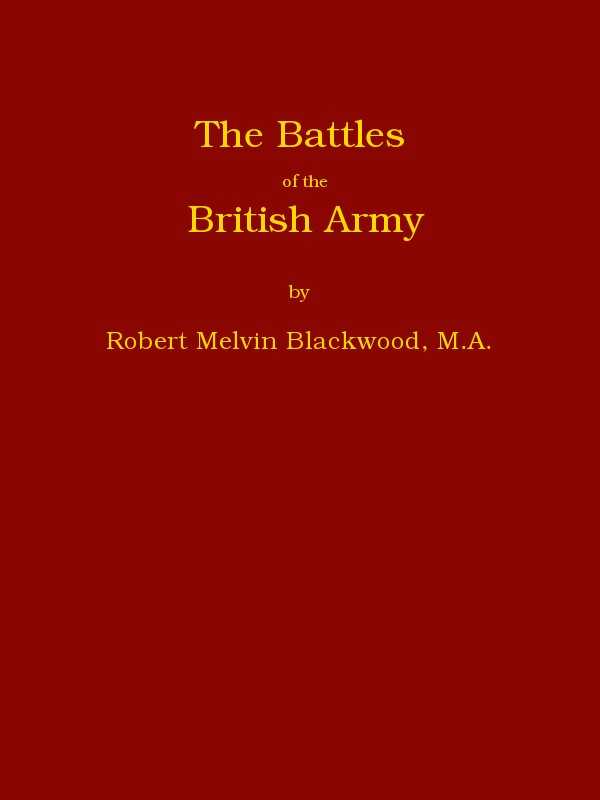 The Battles
of the
British Army
by
Robert Melvin Blackwood, M.A.